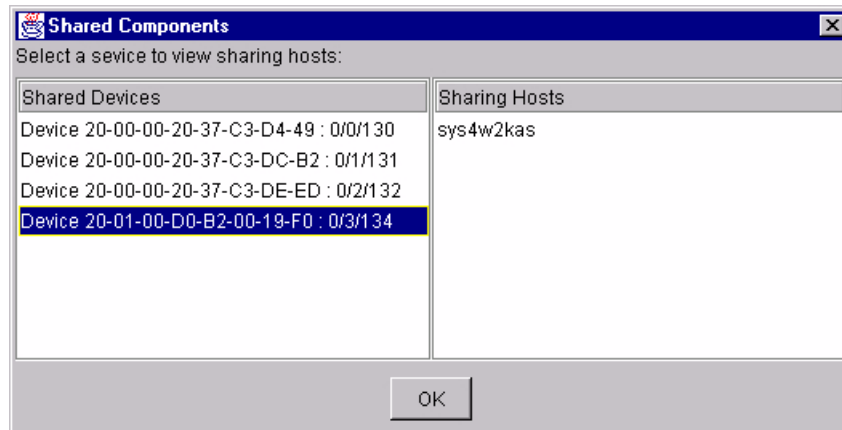 Shared Components
Select a sevice to view sharing hosts:
Shared Devices
Device 20-00-00-20-37-C3-D4-49 : 0/0/130
Device 20-00-00-20-37-C3-DC-B2 : 0/1/131
Device 20-00-00-20-37-C3-DE-ED : 0/2/132
Device 20-01-00-D0-B2-00-19-F0 : 0/3/134
Sharing Hosts
sys4w2kas
OK